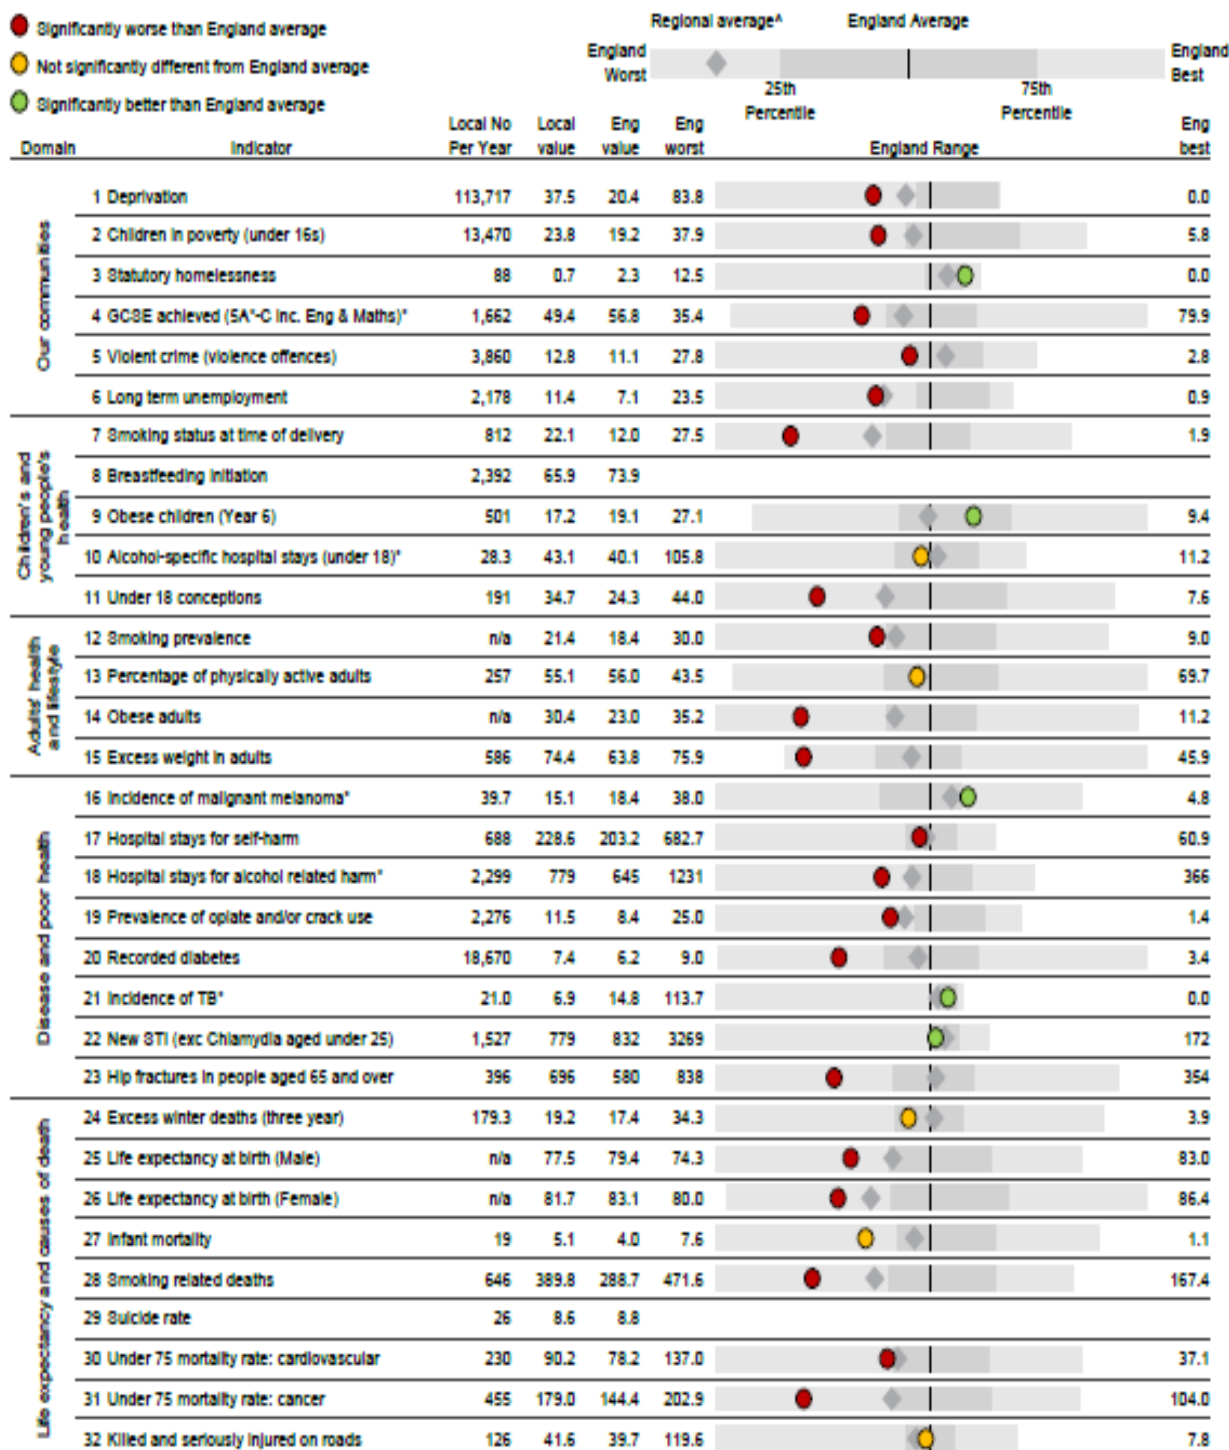 Significantly worse than England average
Not significantly different from England average
Significantly better than England average
Regional average^ England Average
England Worst
England Best
25th Percentile
75th Percentile
Domain Indicator Local No Per Year Local value Eng value Eng worst England Range Eng best
Our communities
1 Deprivation 113,717 37.5 20.4 83.8 0.0
2 Children in poverty (under 16s) 13,470 23.8 19.2 37.9 5.8
3 Statutory homelessness 88 0.7 2.3 12.5 0.0
4 GCSE achieved (5A*-C inc. Eng & Maths)* 1,662 49.4 56.8 35.4 79.9
5 Violent crime (violence offences) 3,860 12.8 11.1 27.8 2.8
6 Long term unemployment 2,178 11.4 7.1 23.5 0.9
Children's and young people's health
7 Smoking status at time of delivery 812 22.1 12.0 27.5 1.9
8 Breastfeeding initiation 2,392 65.9 73.9
9 Obese children (Year 6) 501 17.2 19.1 27.1 9.4
10 Alcohol-specific hospital stays (under 18)* 28.3 43.1 40.1 105.8 11.2
11 Under 18 conceptions 191 34.7 24.3 44.0 7.6
Adults' health and lifestyle
12 Smoking prevalence n/a 21.4 18.4 30.0 9.0
13 Percentage of physically active adults 257 55.1 56.0 43.5 69.7
14 Obese adults n/a 30.4 23.0 35.2 11.2
15 Excess weight in adults 586 74.4 63.8 75.9 45.9
Disease and poor health
16 Incidence of malignant melanoma* 39.7 15.1 18.4 38.0 4.8
17 Hospital stays for self-harm 688 228.6 203.2 682.7 60.9
18 Hospital stays for alcohol related harm* 2,299 779 645 1231 366
19 Prevalence of opiate and/or crack use 2,276 11.5 8.4 25.0 1.4
20 Recorded diabetes 18,670 7.4 6.2 9.0 3.4
21 Incidence of TB* 21.0 6.9 14.8 113.7 0.0
22 New STI (exc Chlamydia aged under 25) 1,527 779 832 3269 172
23 Hip fractures in people aged 65 and over 396 696 580 838 354
Life expectancy and causes of death
24 Excess winter deaths (three year) 179.3 19.2 17.4 34.3 3.9
25 Life expectancy at birth (Male) n/a 77.5 79.4 74.3 83.0
26 Life expectancy at birth (Female) n/a 81.7 83.1 80.0 86.4
27 Infant mortality 19 5.1 4.0 7.6 1.1
28 Smoking related deaths 646 389.8 288.7 471.6 167.4
29 Suicide rate 26 8.6 8.8
30 Under 75 mortality rate: cardiovascular 230 90.2 78.2 137.0 37.1
31 Under 75 mortality rate: cancer 455 179.0 144.4 202.9 104.0
32 Killed and seriously injured on roads 126 41.6 39.7 119.6 7.8